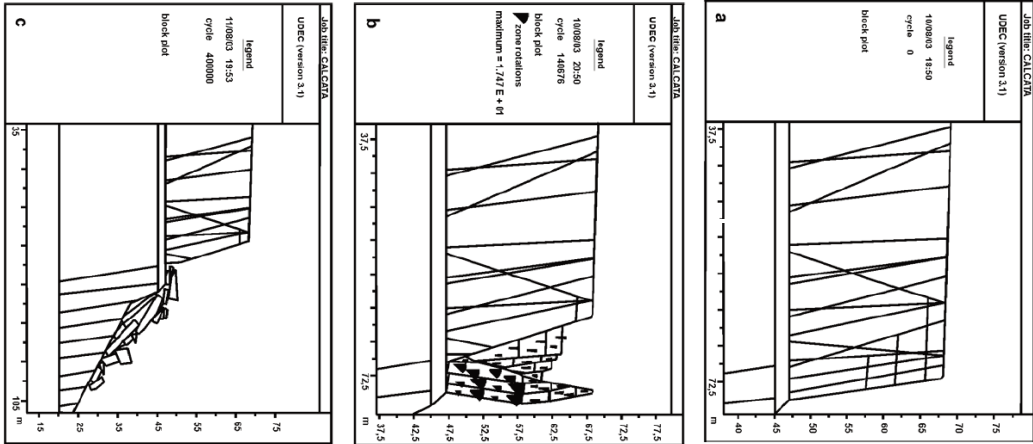 a
Job title: CALCATA
UDEC (version 3.1)
legend
10/08/03 18:50
cycle 0
block plot
75
70
65
60
55
50
45
40
37,5
72,5
m
b
Job title: CALCATA
UDEC (version 3.1)
legend
10/08/03 20:50
cycle 140676
zone rotations
maximum = 1.747 E + 01
block plot
77,5
72,5
67,5
62,5
57,5
52,5
47,5
42,5
37,5
37,5
72,5
m
c
Job title: CALCATA
UDEC (version 3.1)
legend
11/08/03 19:53
cycle 400000
block plot
75
65
55
45
35
25
15
35
105
m